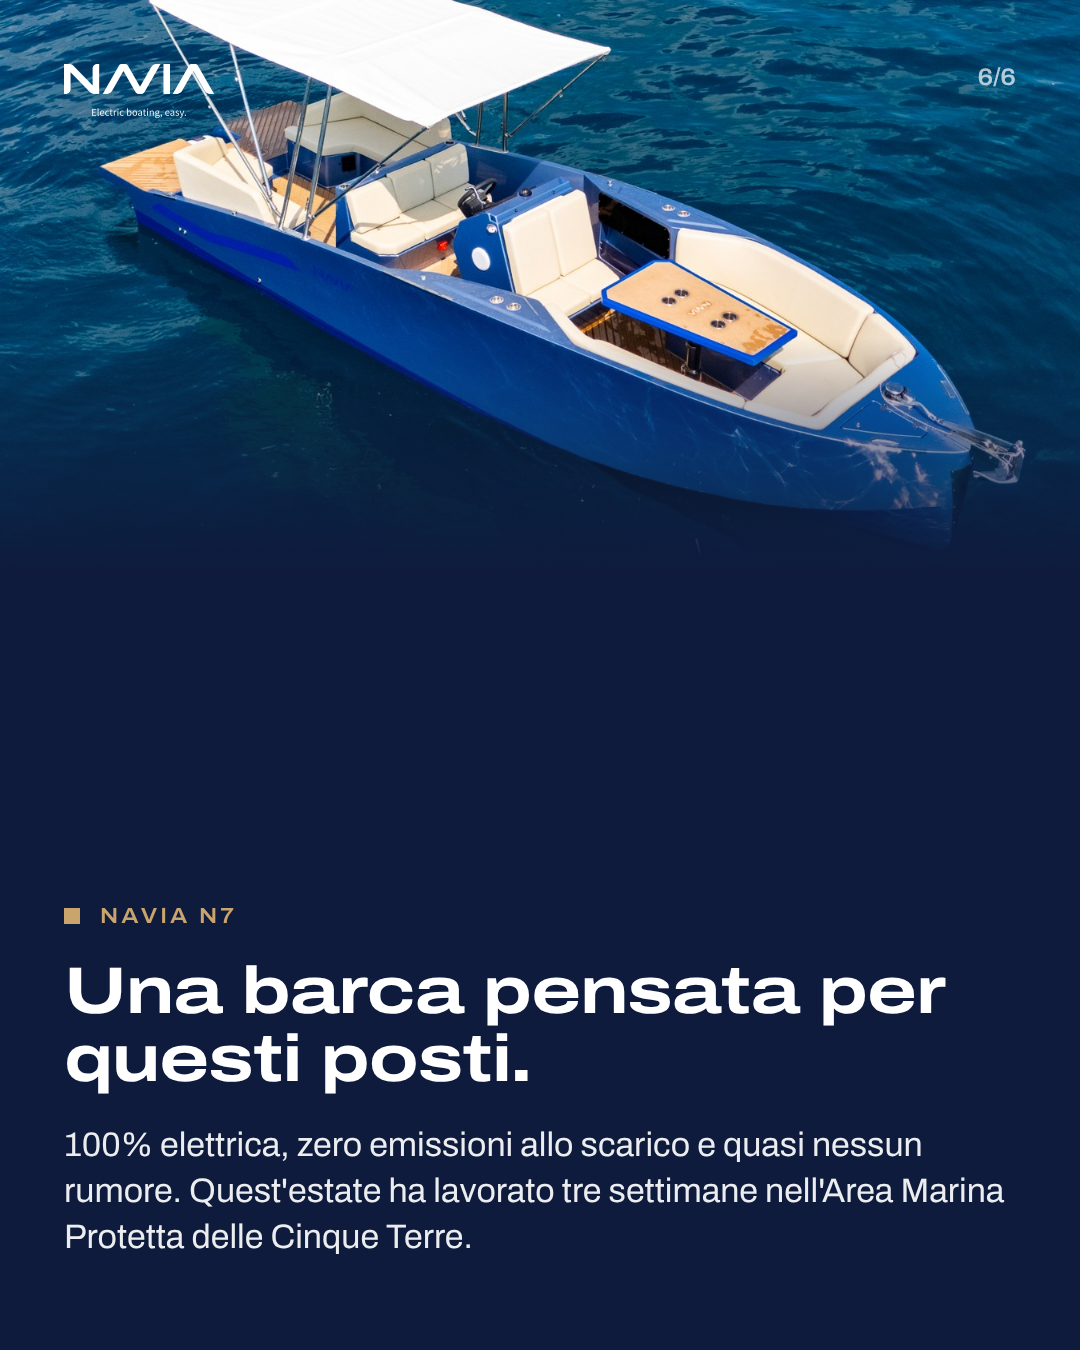 NAVIA
Electric boating, easy.
6/6
NAVIA N7
Una barca pensata per
questi posti.
100% elettrica, zero emissioni allo scarico e quasi nessun
rumore. Quest'estate ha lavorato tre settimane nell'Area Marina
Protetta delle Cinque Terre.